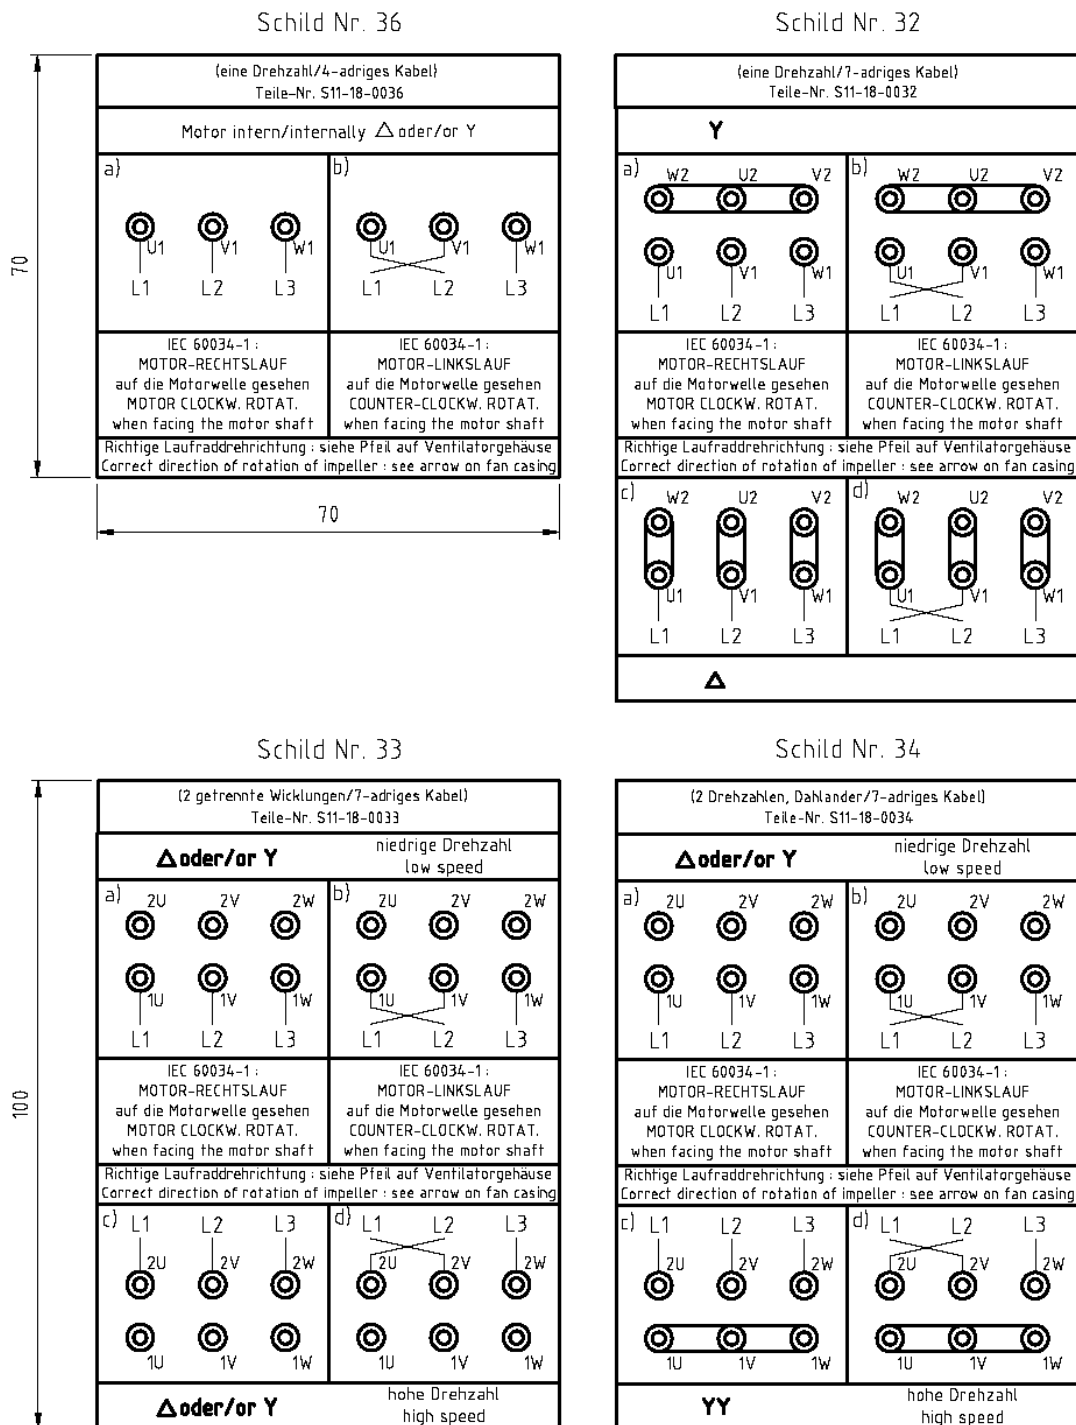 Schild Nr. 36
(eine Drehzahl/4-adriges Kabel)
Teile-Nr. S11-18-0036
Motor intern/internally △ oder/or Y
a)
U1 V1 W1
L1 L2 L3
b)
U1 V1 W1
L1 L2 L3
IEC 60034-1 :
MOTOR-RECHTSLAUF
auf die Motorwelle gesehen
MOTOR CLOCKW. ROTAT.
when facing the motor shaft
IEC 60034-1 :
MOTOR-LINKSLAUF
auf die Motorwelle gesehen
COUNTER-CLOCKW. ROTAT.
when facing the motor shaft
Richtige Laufraddrehrichtung : siehe Pfeil auf Ventilatorgehäuse
Correct direction of rotation of impeller : see arrow on fan casing
70
70
Schild Nr. 32
(eine Drehzahl/7-adriges Kabel)
Teile-Nr. S11-18-0032
Y
a)
W2 U2 V2
U1 V1 W1
L1 L2 L3
b)
W2 U2 V2
U1 V1 W1
L1 L2 L3
IEC 60034-1 :
MOTOR-RECHTSLAUF
auf die Motorwelle gesehen
MOTOR CLOCKW. ROTAT.
when facing the motor shaft
IEC 60034-1 :
MOTOR-LINKSLAUF
auf die Motorwelle gesehen
COUNTER-CLOCKW. ROTAT.
when facing the motor shaft
Richtige Laufraddrehrichtung : siehe Pfeil auf Ventilatorgehäuse
Correct direction of rotation of impeller : see arrow on fan casing
c)
W2 U2 V2
U1 V1 W1
L1 L2 L3
d)
W2 U2 V2
U1 V1 W1
L1 L2 L3
△
Schild Nr. 33
(2 getrennte Wicklungen/7-adriges Kabel)
Teile-Nr. S11-18-0033
△ oder/or Y
niedrige Drehzahl
low speed
a)
2U 2V 2W
1U 1V 1W
L1 L2 L3
b)
2U 2V 2W
1U 1V 1W
L1 L2 L3
IEC 60034-1 :
MOTOR-RECHTSLAUF
auf die Motorwelle gesehen
MOTOR CLOCKW. ROTAT.
when facing the motor shaft
IEC 60034-1 :
MOTOR-LINKSLAUF
auf die Motorwelle gesehen
COUNTER-CLOCKW. ROTAT.
when facing the motor shaft
Richtige Laufraddrehrichtung : siehe Pfeil auf Ventilatorgehäuse
Correct direction of rotation of impeller : see arrow on fan casing
c)
L1 L2 L3
2U 2V 2W
1U 1V 1W
d)
L1 L2 L3
2U 2V 2W
1U 1V 1W
△ oder/or Y
hohe Drehzahl
high speed
100
Schild Nr. 34
(2 Drehzahlen, Dahlander/7-adriges Kabel)
Teile-Nr. S11-18-0034
△ oder/or Y
niedrige Drehzahl
low speed
a)
2U 2V 2W
1U 1V 1W
L1 L2 L3
b)
2U 2V 2W
1U 1V 1W
L1 L2 L3
IEC 60034-1 :
MOTOR-RECHTSLAUF
auf die Motorwelle gesehen
MOTOR CLOCKW. ROTAT.
when facing the motor shaft
IEC 60034-1 :
MOTOR-LINKSLAUF
auf die Motorwelle gesehen
COUNTER-CLOCKW. ROTAT.
when facing the motor shaft
Richtige Laufraddrehrichtung : siehe Pfeil auf Ventilatorgehäuse
Correct direction of rotation of impeller : see arrow on fan casing
c)
L1 L2 L3
2U 2V 2W
1U 1V 1W
d)
L1 L2 L3
2U 2V 2W
1U 1V 1W
YY
hohe Drehzahl
high speed